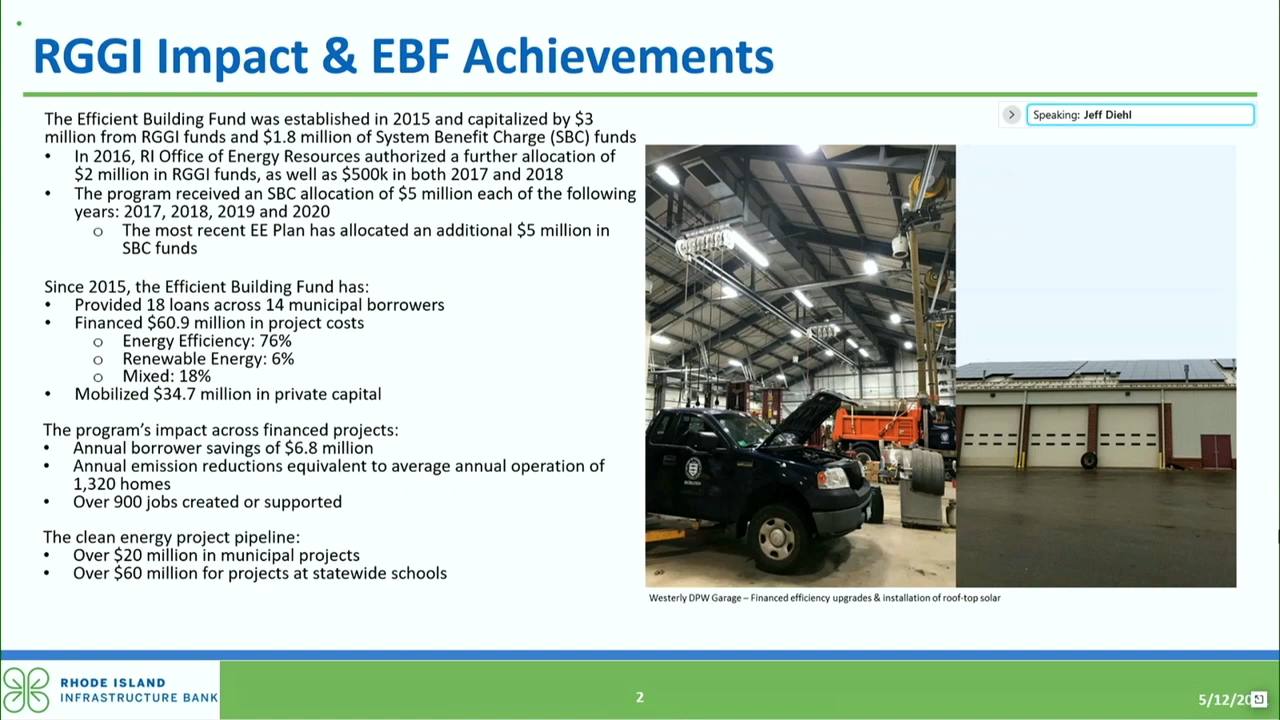 RGGI Impact & EBF Achievements
The Efficient Building Fund was established in 2015 and capitalized by $3
million from RGGI funds and $1.8 million of System Benefit Charge (SBC) funds
• In 2016, RI Office of Energy Resources authorized a further allocation of
$2 million in RGGI funds, as well as $500k in both 2017 and 2018
• The program received an SBC allocation of $5 million each of the following
years: 2017, 2018, 2019 and 2020
o The most recent EE Plan has allocated an additional $5 million in
SBC funds
Since 2015, the Efficient Building Fund has:
• Provided 18 loans across 14 municipal borrowers
• Financed $60.9 million in project costs
o Energy Efficiency: 76%
o Renewable Energy: 6%
o Mixed: 18%
• Mobilized $34.7 million in private capital
The program's impact across financed projects:
• Annual borrower savings of $6.8 million
• Annual emission reductions equivalent to average annual operation of
1,320 homes
• Over 900 jobs created or supported
The clean energy project pipeline:
• Over $20 million in municipal projects
• Over $60 million for projects at statewide schools
Speaking: Jeff Diehl
Westerly DPW Garage – Financed efficiency upgrades & installation of roof-top solar
RHODE ISLAND
INFRASTRUCTURE BANK
2
5/12/20